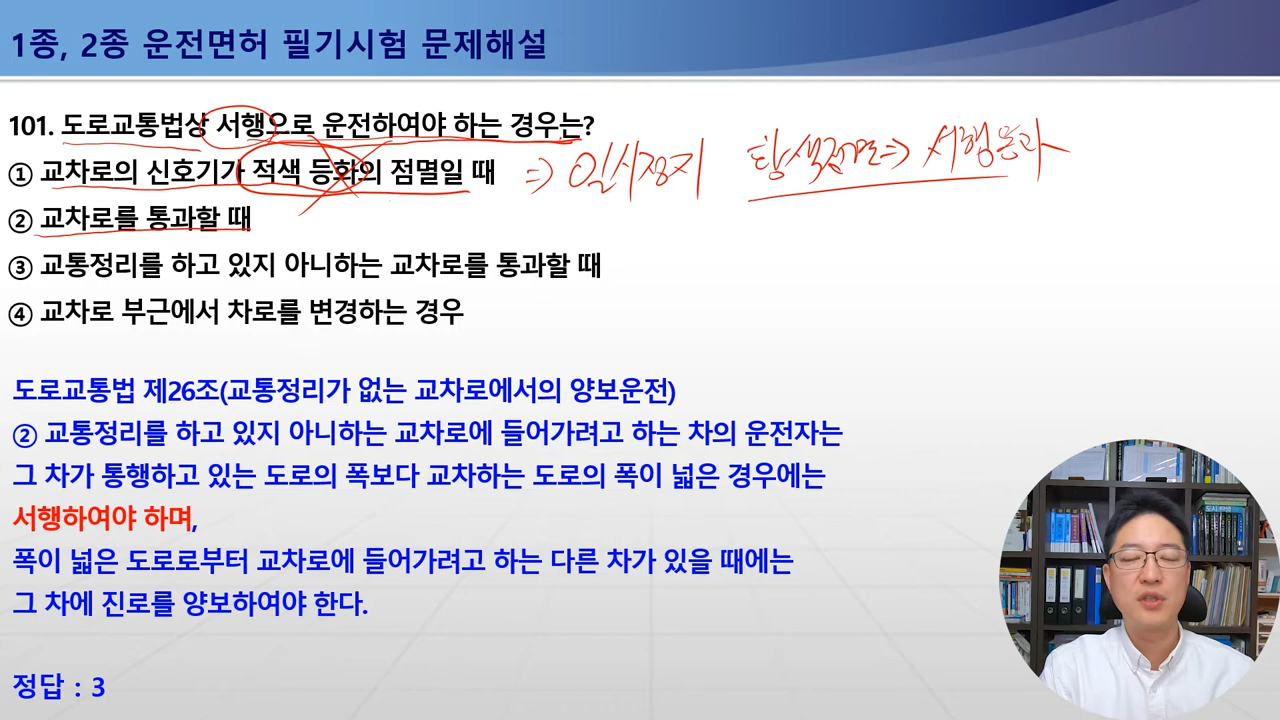 1종, 2종 운전면허 필기시험 문제해설
101. 도로교통법상 서행으로 운전하여야 하는 경우는?
① 교차로의 신호기가 적색 등화의 점멸일 때 ⇒ 일시정지 황색점멸⇒ 서행통과
② 교차로를 통과할 때
③ 교통정리를 하고 있지 아니하는 교차로를 통과할 때
④ 교차로 부근에서 차로를 변경하는 경우
도로교통법 제26조(교통정리가 없는 교차로에서의 양보운전)
② 교통정리를 하고 있지 아니하는 교차로에 들어가려고 하는 차의 운전자는
그 차가 통행하고 있는 도로의 폭보다 교차하는 도로의 폭이 넓은 경우에는
서행하여야 하며,
폭이 넓은 도로로부터 교차로에 들어가려고 하는 다른 차가 있을 때에는
그 차에 진로를 양보하여야 한다.
정답 : 3